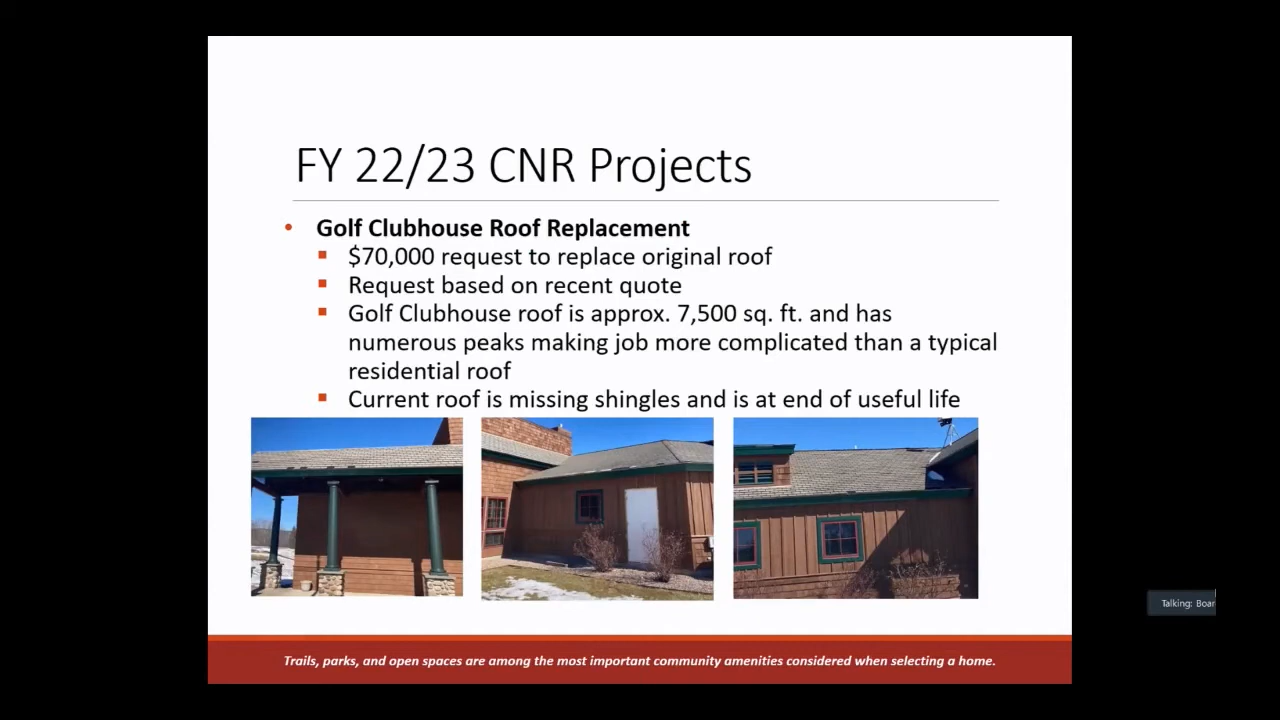 FY 22/23 CNR Projects
• Golf Clubhouse Roof Replacement
▪ $70,000 request to replace original roof
▪ Request based on recent quote
▪ Golf Clubhouse roof is approx. 7,500 sq. ft. and has
numerous peaks making job more complicated than a typical
residential roof
▪ Current roof is missing shingles and is at end of useful life
Talking: Boar
Trails, parks, and open spaces are among the most important community amenities considered when selecting a home.